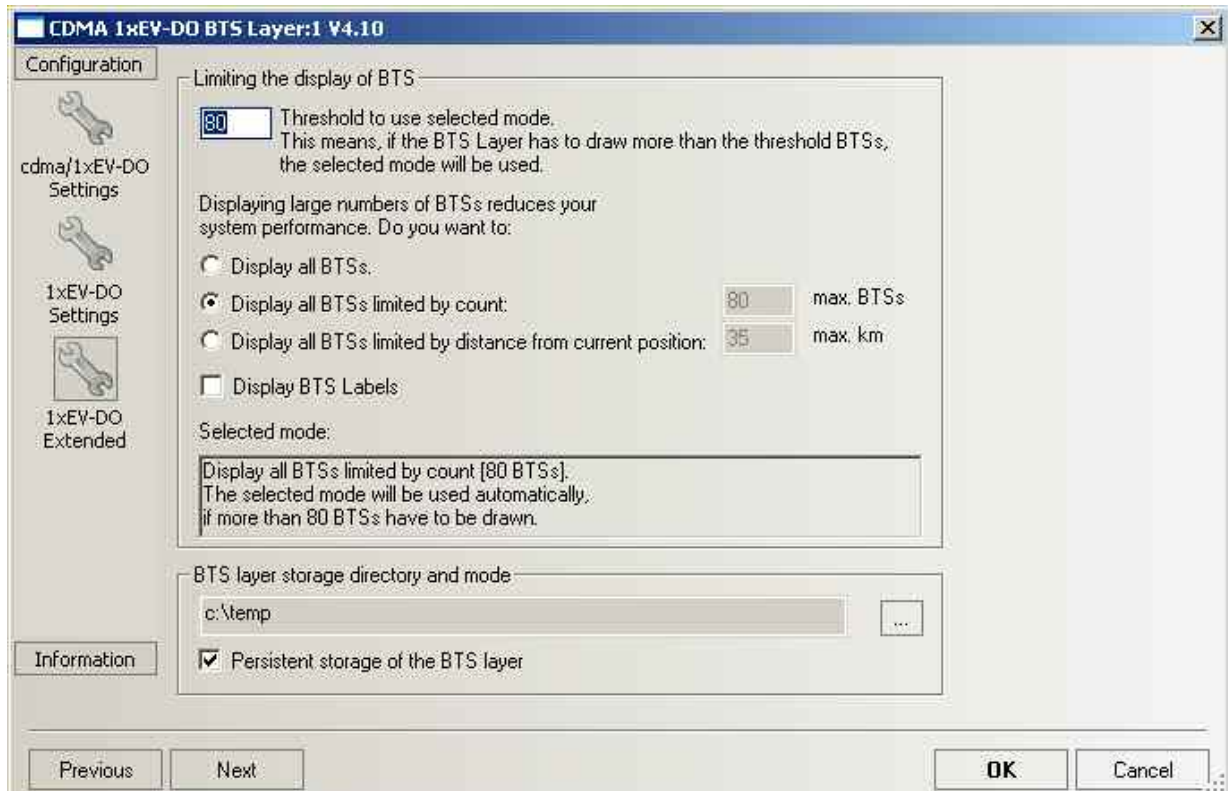 CDMA 1xEV-DO BTS Layer:1 V4.10
Configuration
cdma/1xEV-DO
Settings
1xEV-DO
Settings
1xEV-DO
Extended
Information
Limiting the display of BTS
80
Threshold to use selected mode.
This means, if the BTS Layer has to draw more than the threshold BTSs,
the selected mode will be used.
Displaying large numbers of BTSs reduces your
system performance. Do you want to:
Display all BTSs.
Display all BTSs limited by count: 80 max. BTSs
Display all BTSs limited by distance from current position: 35 max. km
Display BTS Labels
Selected mode:
Display all BTSs limited by count [80 BTSs].
The selected mode will be used automatically,
if more than 80 BTSs have to be drawn.
BTS layer storage directory and mode
c:\temp
...
Persistent storage of the BTS layer
Previous
Next
OK
Cancel